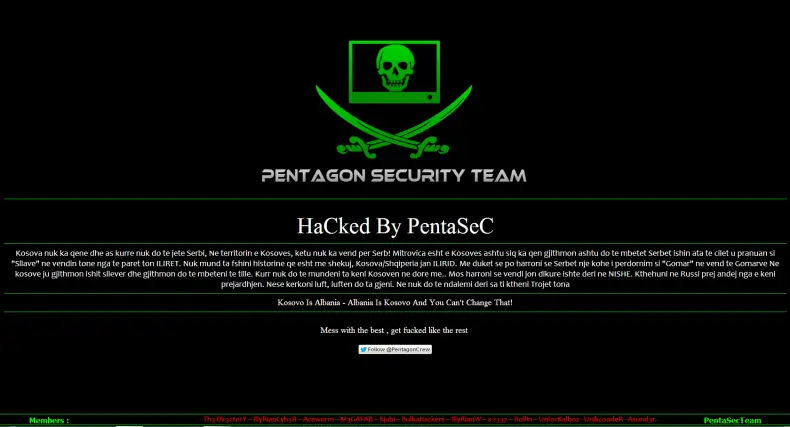 PENTAGON SECURITY TEAM
HaCked By PentaSeC
Kosova nuk ka qene dhe as kurre nuk do te jete Serbi, Ne territorin e Kosoves, ketu nuk ka vend per Serb! Mitrovica esht e Kosoves ashtu siq ka qen gjithmon ashtu do te mbetet Serbet ishin ata te cilet u pranuan si
"Sllave" ne vendin tone nga te paret ton ILIRET. Nuk mund ta fshini historine qe esht me shekuj, Kosova/Shqiperia jan ILIRID. Me duket se po harroni se Serbet nje kohe i perdornim si "Gomar" ne vend te Gomarve Ne
kosove ju gjithmon ishit sllever dhe gjithmon do te mbeteni te tille. Kurr nuk do te mundeni ta keni Kosoven ne dore me.. Mos harroni se vendi jon dikure ishte deri ne NISHE. Kthehuni ne Russi prej andej nga e keni
prejardhjen. Nese kerkoni luft, luften do ta gjeni. Ne nuk do te ndalemi deri sa ti ktheni Trojet tona
Kosovo Is Albania - Albania Is Kosovo And You Can't Change That!
Mess with the best , get fucked like the rest
Follow @PentagonCrew
Members :
PentaSecTeam